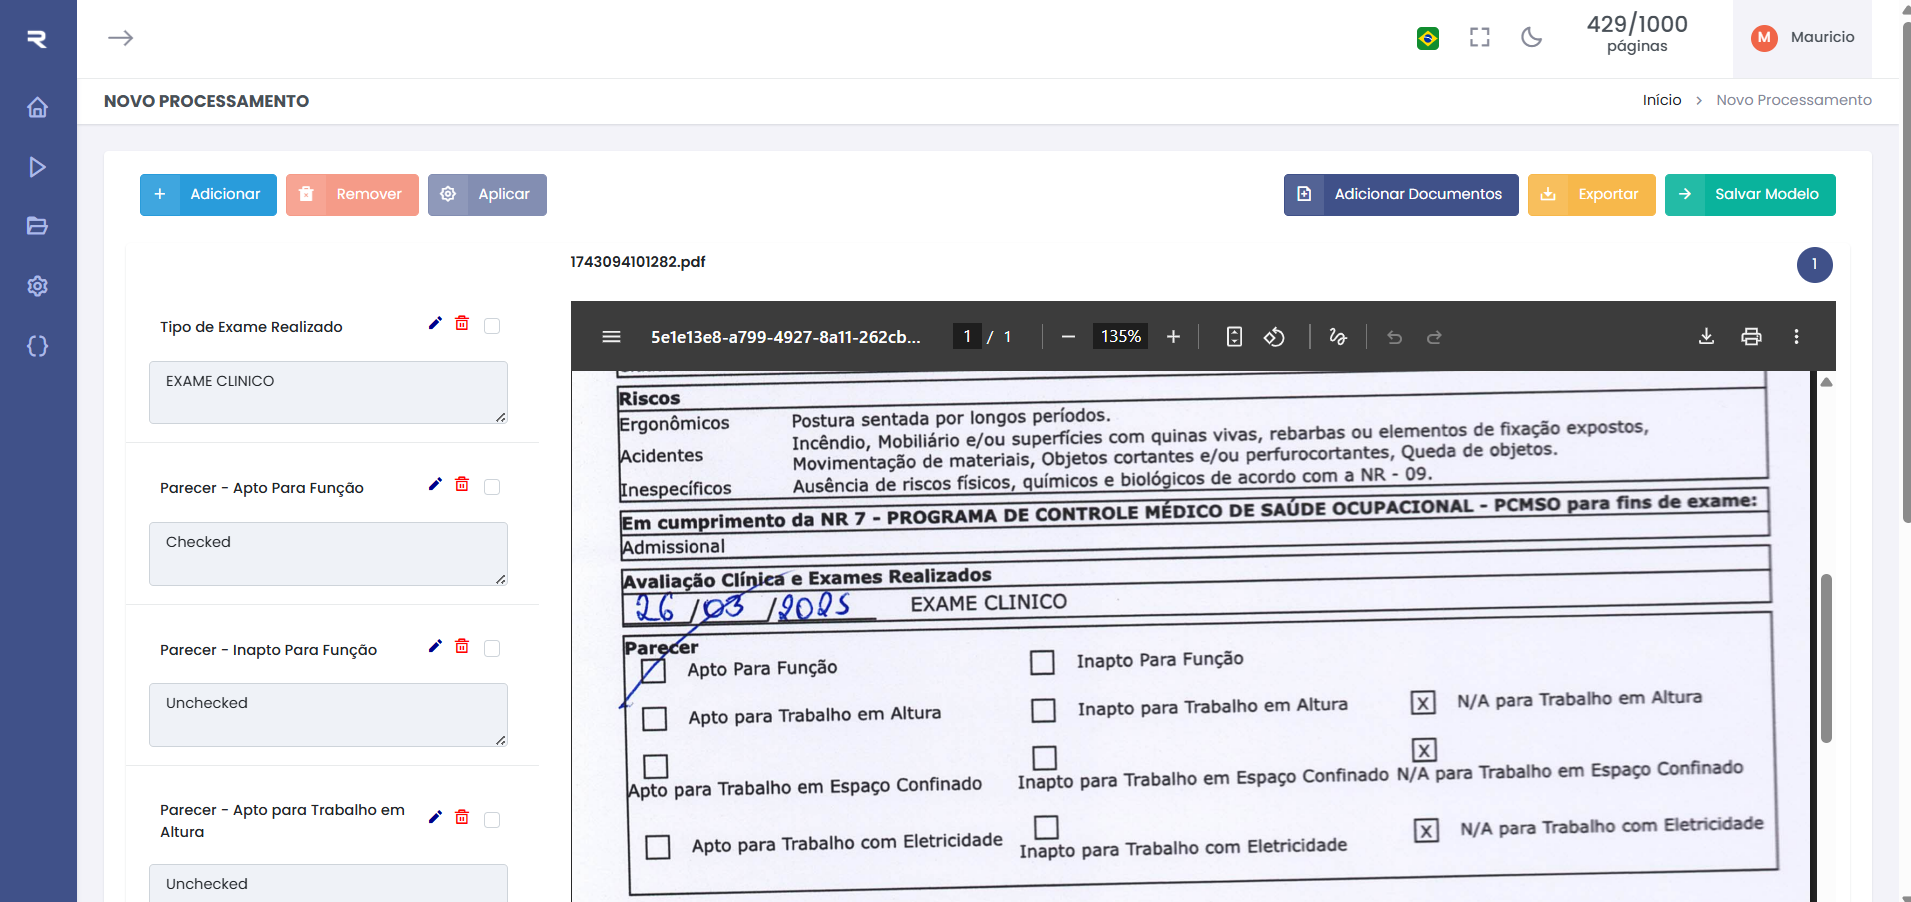 429/1000
páginas
M Mauricio
NOVO PROCESSAMENTO
Início > Novo Processamento
+ Adicionar
Remover
Aplicar
Adicionar Documentos
Exportar
Salvar Modelo
Tipo de Exame Realizado
EXAME CLINICO
Parecer - Apto Para Função
Checked
Parecer - Inapto Para Função
Unchecked
Parecer - Apto para Trabalho em
Altura
Unchecked
1743094101282.pdf
1
5e1e13e8-a799-4927-8a11-262cb...
1 / 1
135%
Riscos
Ergonômicos Postura sentada por longos períodos.
Acidentes Incêndio, Mobiliário e/ou superfícies com quinas vivas, rebarbas ou elementos de fixação expostos,
Movimentação de materiais, Objetos cortantes e/ou perfurocortantes, Queda de objetos.
Inespecíficos Ausência de riscos físicos, químicos e biológicos de acordo com a NR - 09.
Em cumprimento da NR 7 - PROGRAMA DE CONTROLE MÉDICO DE SAÚDE OCUPACIONAL - PCMSO para fins de exame:
Admissional
Avaliação Clínica e Exames Realizados
26/03/2025 EXAME CLINICO
Parecer
Apto Para Função Inapto Para Função
Apto para Trabalho em Altura Inapto para Trabalho em Altura X N/A para Trabalho em Altura
X
Apto para Trabalho em Espaço Confinado Inapto para Trabalho em Espaço Confinado N/A para Trabalho em Espaço Confinado
Apto para Trabalho com Eletricidade Inapto para Trabalho com Eletricidade X N/A para Trabalho com Eletricidade